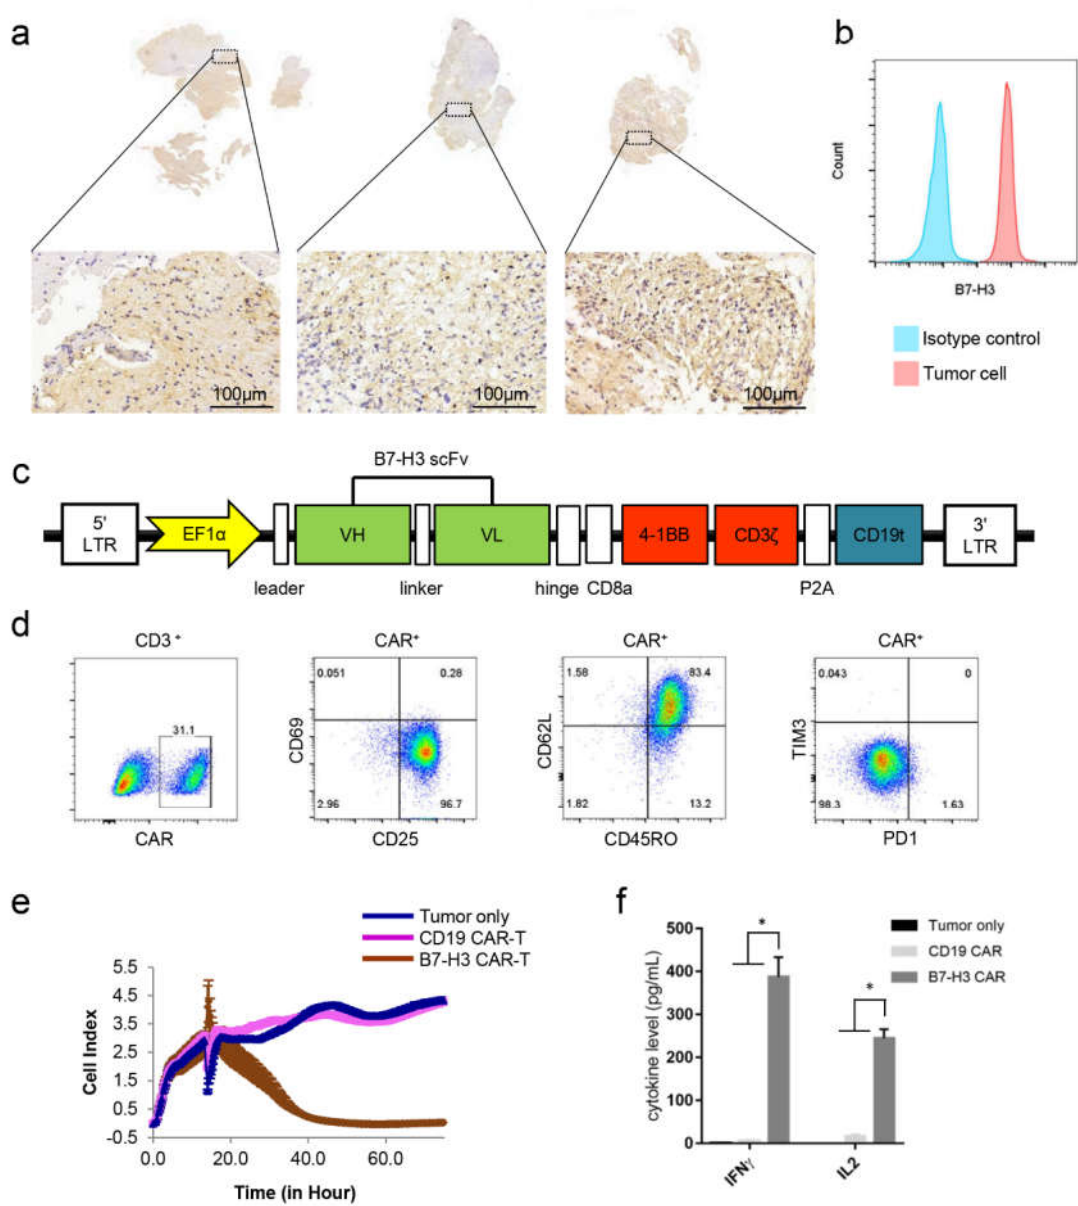 a
b
100µm
100µm
100µm
Count
B7-H3
Isotype control
Tumor cell
c
B7-H3 scFv
5'
LTR
EF1α
VH
VL
4-1BB
CD3ζ
CD19t
3'
LTR
leader
linker
hinge
CD8a
P2A
d
CD3 +
31.1
CAR
CAR+
0.051
0.28
CD69
2.96
96.7
CD25
CAR+
1.58
83.4
CD62L
1.82
13.2
CD45RO
CAR+
0.043
0
TIM3
98.3
1.63
PD1
e
Tumor only
CD19 CAR-T
B7-H3 CAR-T
5.5
4.5
3.5
2.5
1.5
0.5
-0.5
Cell Index
0.0
20.0
40.0
60.0
Time (in Hour)
f
Tumor only
CD19 CAR
B7-H3 CAR
500
400
300
200
100
0
cytokine level (pg/mL)
*
*
IFNγ
IL2